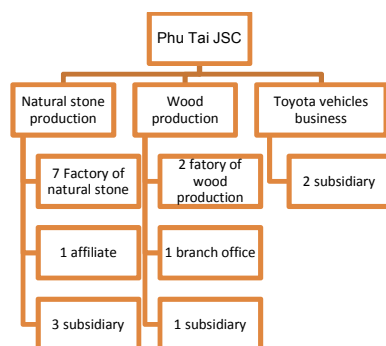 Phu Tai JSC
Natural stone
production
Wood
production
Toyota vehicles
business
7 Factory of
natural stone
2 fatory of
wood
production
2 subsidiary
1 affiliate
1 branch office
3 subsidiary
1 subsidiary